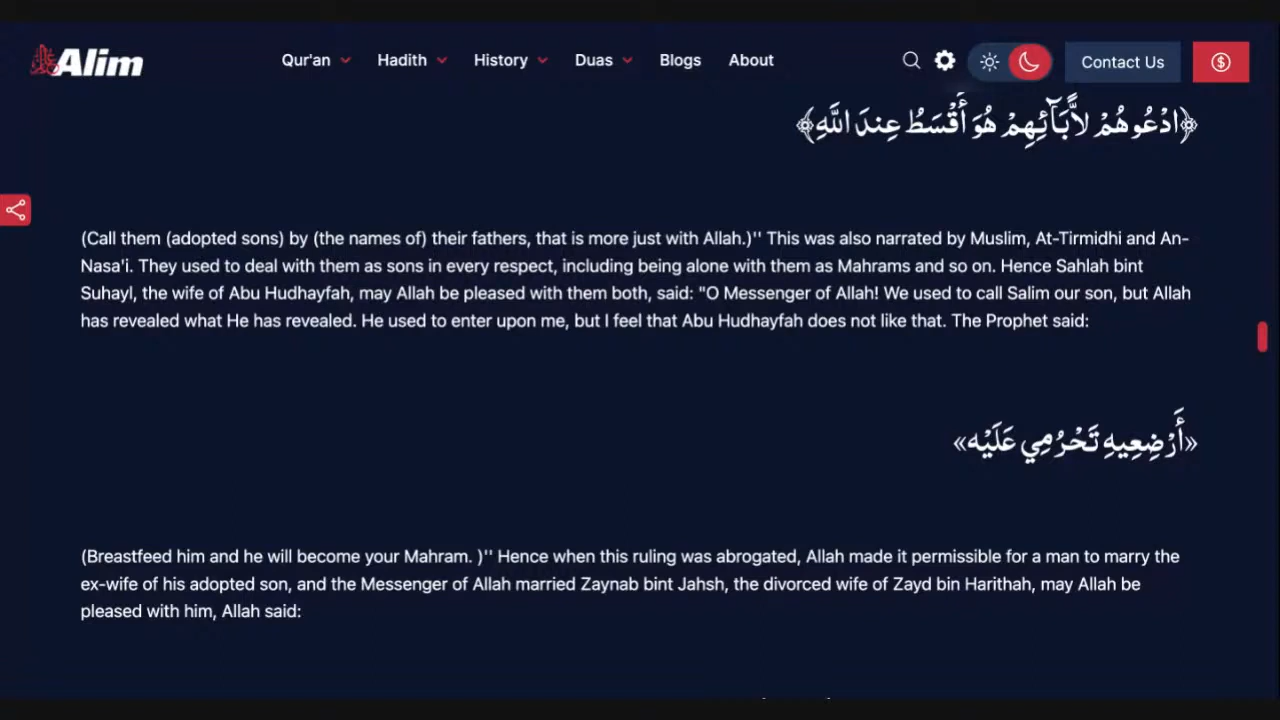 Alim
Qur'an Hadith History Duas Blogs About Contact Us
﴿ادْعُوهُمْ لاًّبَآئِهِمْ هُوَ أَقْسَطُ عِندَ اللَّهِ﴾
(Call them (adopted sons) by (the names of) their fathers, that is more just with Allah.)'' This was also narrated by Muslim, At-Tirmidhi and An-
Nasa'i. They used to deal with them as sons in every respect, including being alone with them as Mahrams and so on. Hence Sahlah bint
Suhayl, the wife of Abu Hudhayfah, may Allah be pleased with them both, said: "O Messenger of Allah! We used to call Salim our son, but Allah
has revealed what He has revealed. He used to enter upon me, but I feel that Abu Hudhayfah does not like that. The Prophet said:
«أَرْضِعِيهِ تَحْرُمِي عَلَيْه»
(Breastfeed him and he will become your Mahram. )'' Hence when this ruling was abrogated, Allah made it permissible for a man to marry the
ex-wife of his adopted son, and the Messenger of Allah married Zaynab bint Jahsh, the divorced wife of Zayd bin Harithah, may Allah be
pleased with him, Allah said: